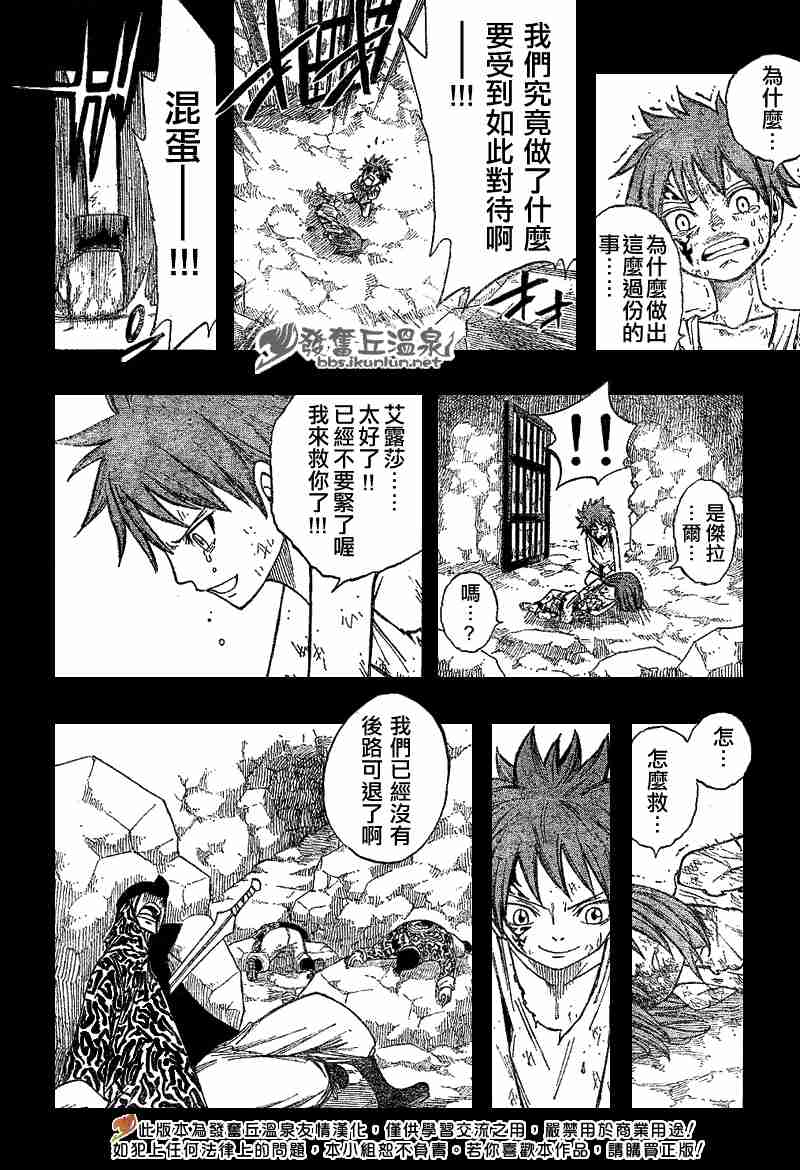 為什麼…
為什麼做出
這麼過份的
事……
我們究竟做了什麼
要受到如此對待啊
——!!!
混蛋——!!!
發奮丘温泉
bbs.jkunlun.net
!!
是傑拉
…爾…
嗎…?
艾露莎……
太好了!!
已經不要緊了喔
我來救你了!!!
怎…
怎麼救…
我們已經沒有
後路可退了啊
此版本為發奮丘温泉友情漢化，僅供學習交流之用，嚴禁用於商業用途!
如犯上任何法律上的問題，本小組恕不負責。若你喜歡本作品，請購買正版!